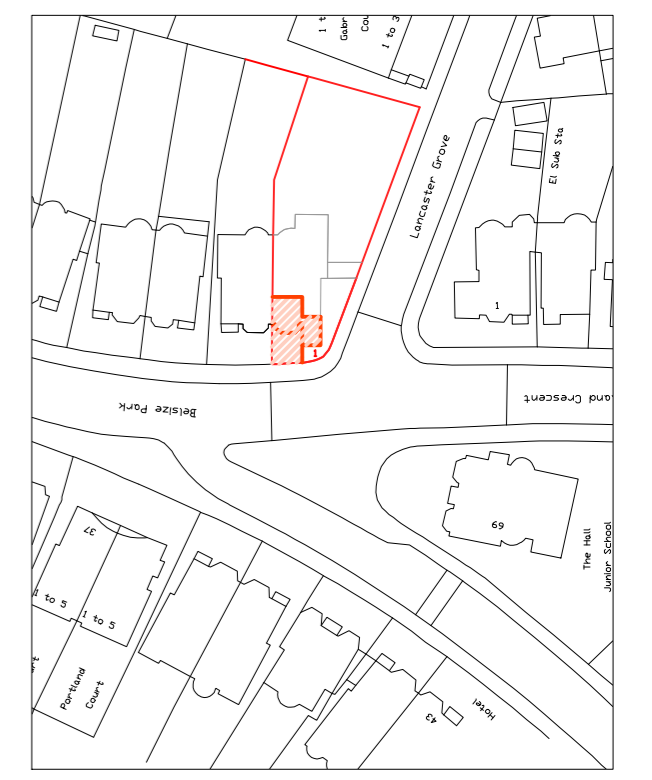 1 t
Gabr
Cou
1 to 3
Lancaster Grove
El Sub Sta
1
1
Belsize Park
and Crescent
37
1 to 5
1 to 5
Portland
Court
rt
69
The Hall
Junior School
Hotel
43